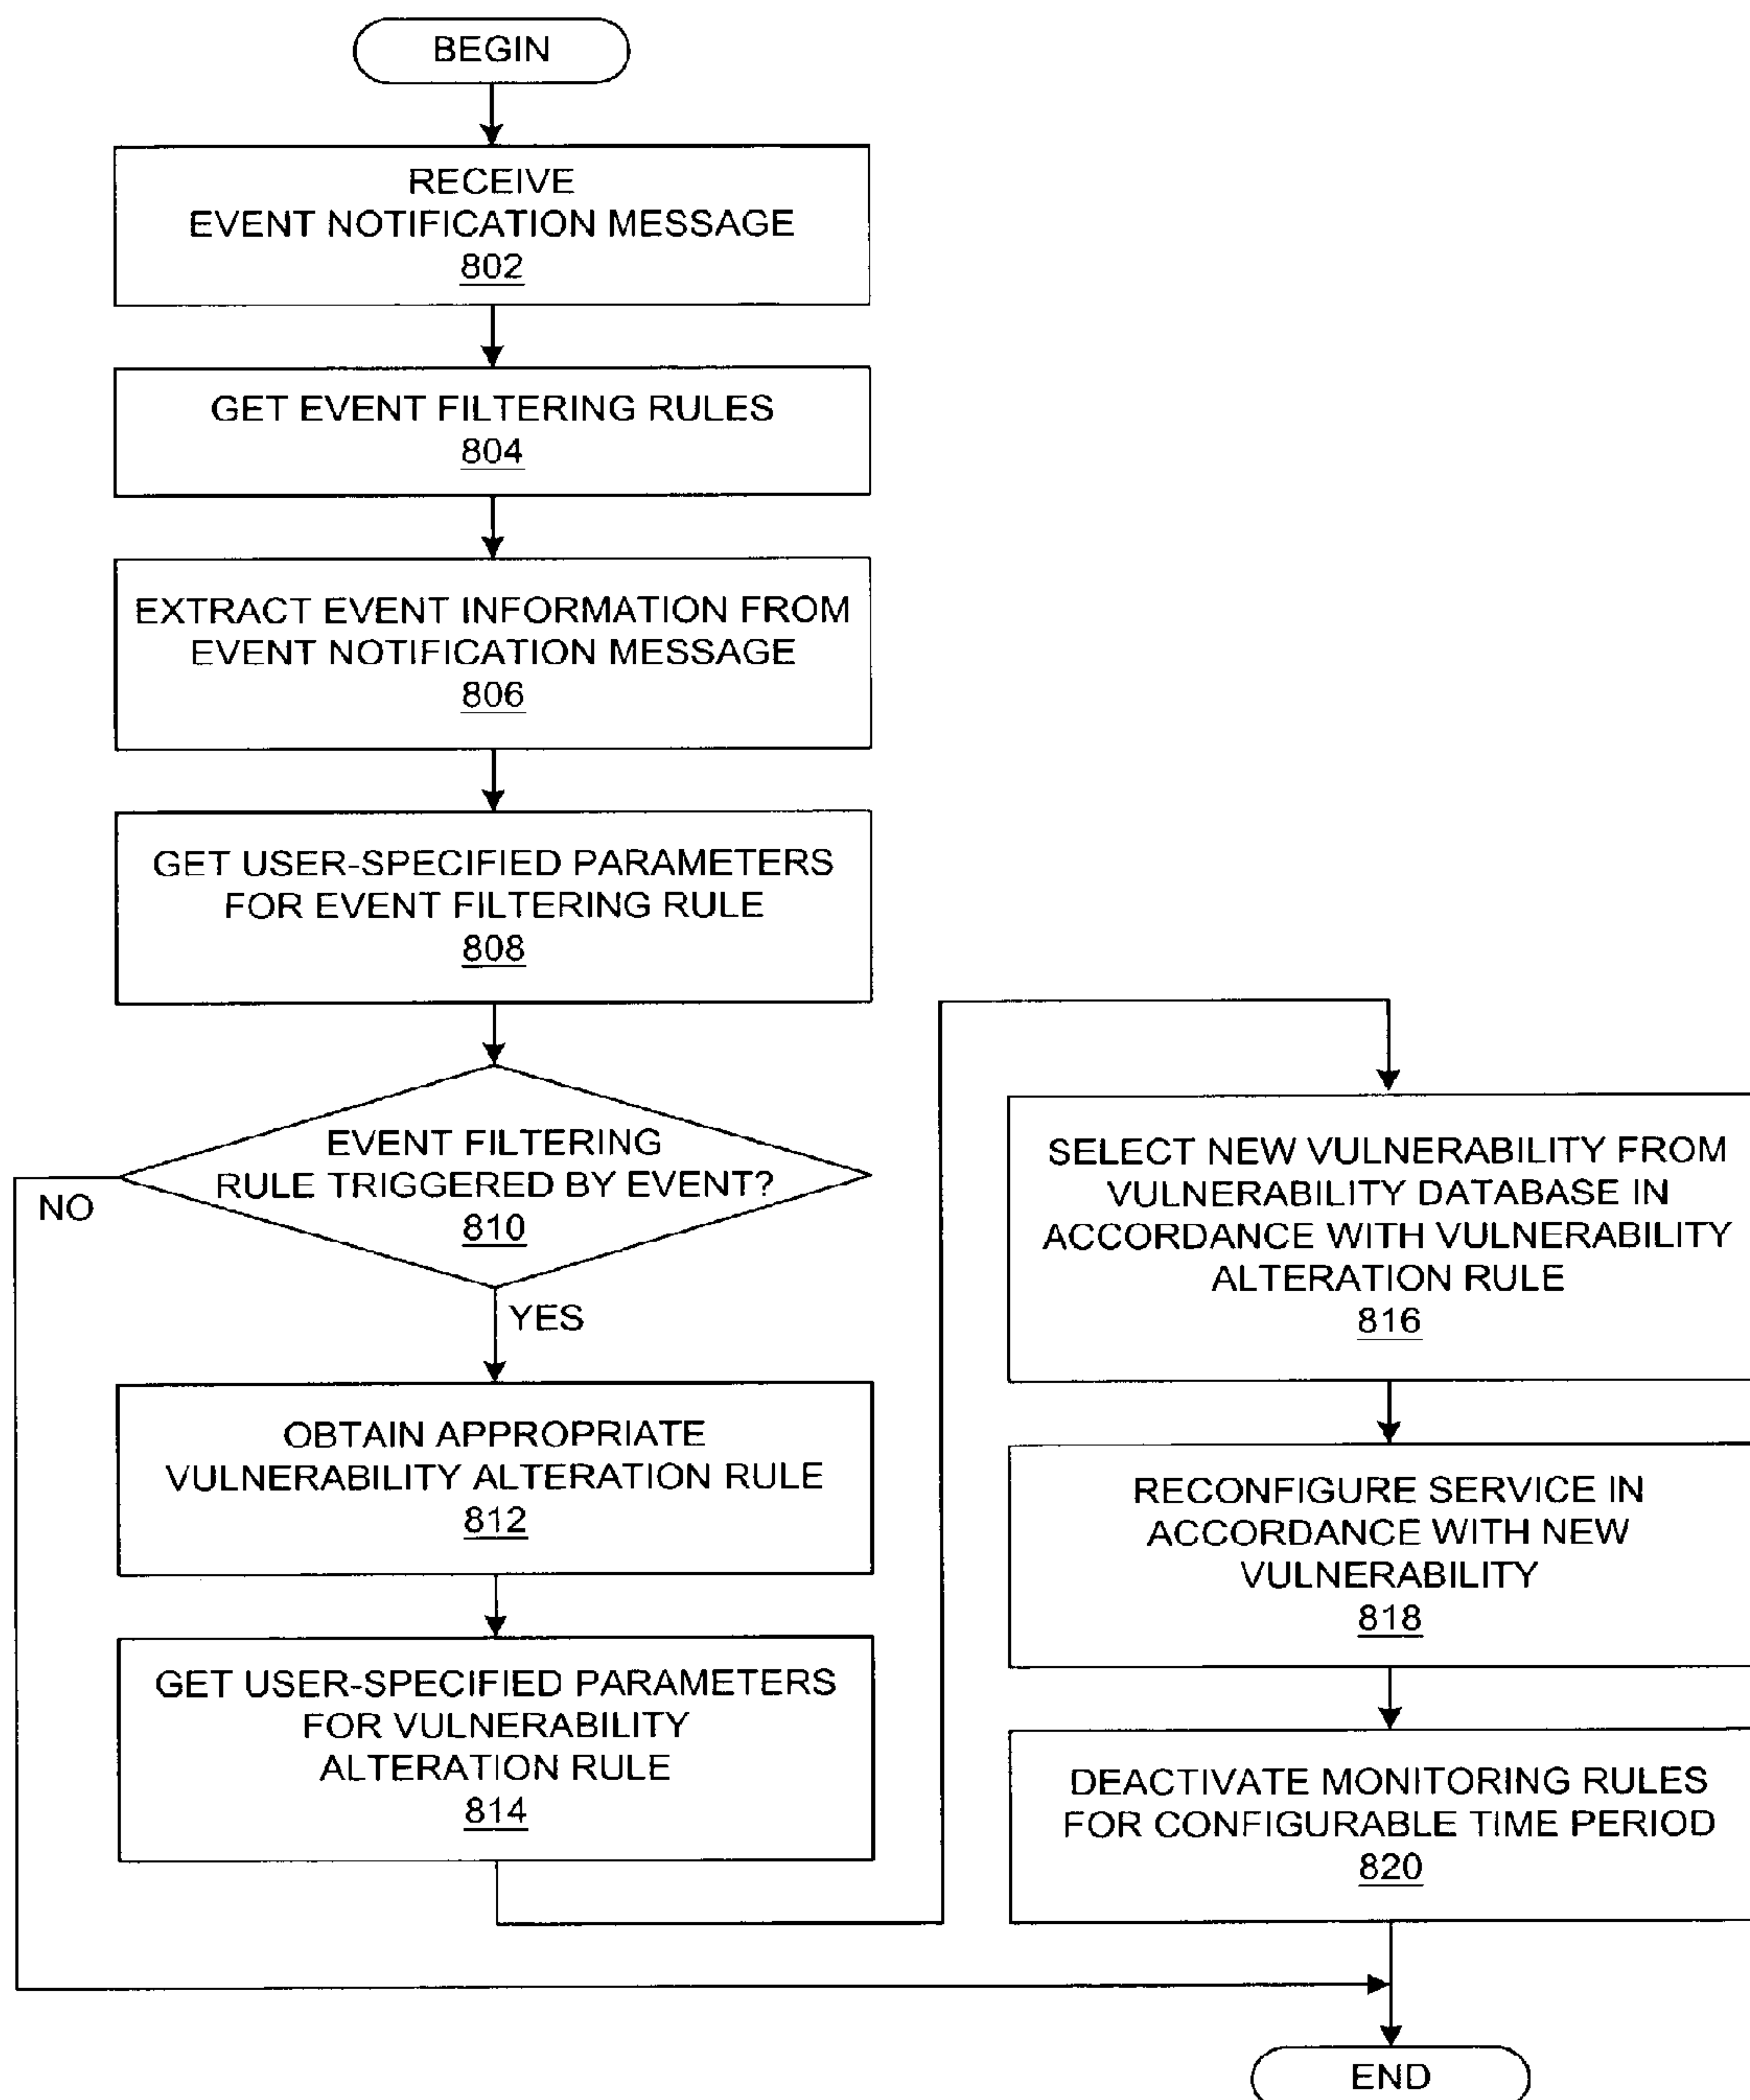 BEGIN
RECEIVE
EVENT NOTIFICATION MESSAGE
802
GET EVENT FILTERING RULES
804
EXTRACT EVENT INFORMATION FROM
EVENT NOTIFICATION MESSAGE
806
GET USER-SPECIFIED PARAMETERS
FOR EVENT FILTERING RULE
808
EVENT FILTERING
RULE TRIGGERED BY EVENT?
810
NO
YES
OBTAIN APPROPRIATE
VULNERABILITY ALTERATION RULE
812
GET USER-SPECIFIED PARAMETERS
FOR VULNERABILITY
ALTERATION RULE
814
SELECT NEW VULNERABILITY FROM
VULNERABILITY DATABASE IN
ACCORDANCE WITH VULNERABILITY
ALTERATION RULE
816
RECONFIGURE SERVICE IN
ACCORDANCE WITH NEW
VULNERABILITY
818
DEACTIVATE MONITORING RULES
FOR CONFIGURABLE TIME PERIOD
820
END